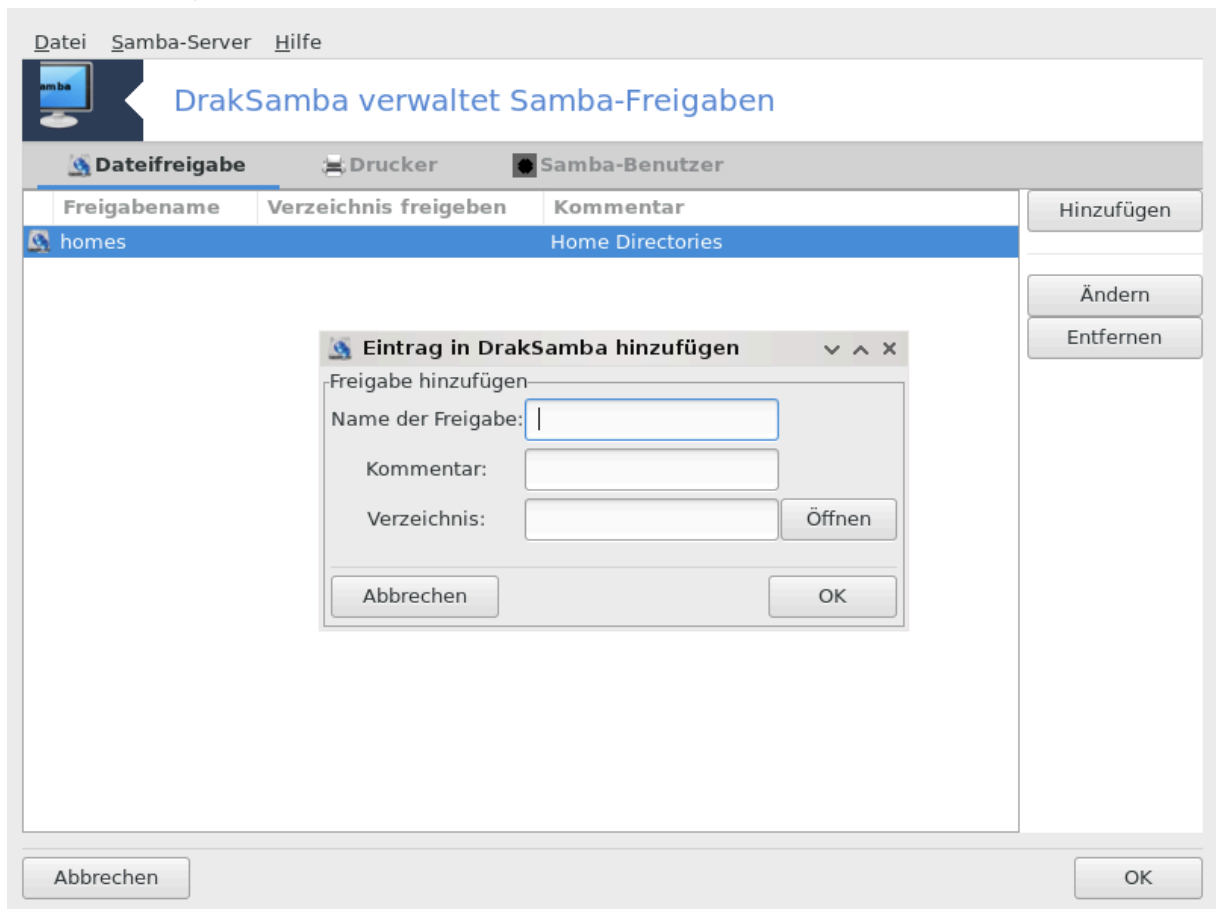 Datei Samba-Server Hilfe
amba
DrakSamba verwaltet Samba-Freigaben
Dateifreigabe Drucker Samba-Benutzer
Freigabename Verzeichnis freigeben Kommentar
Hinzufügen
homes Home Directories
Ändern
Entfernen
Eintrag in DrakSamba hinzufügen
Freigabe hinzufügen
Name der Freigabe:
Kommentar:
Verzeichnis: Öffnen
Abbrechen OK
Abbrechen OK